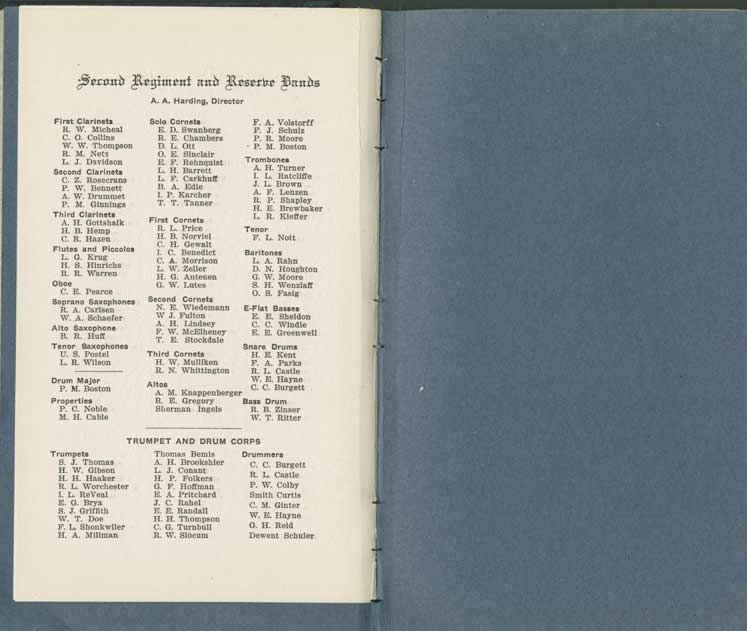 Second Regiment and Reserve Bands
A. A. Harding, Director
First Clarinets
R. W. Micheal
C. O. Collins
W. W. Thompson
R. M. Nets
L. J. Davidson
Second Clarinets
C. Z. Rosecrans
P. W. Bennett
A. W. Drummet
P. M. Ginnings
Third Clarinets
A. H. Gottshalk
H. B. Hemp
C. R. Hazen
Flutes and Piccolos
L. G. Krug
H. S. Hinrichs
R. R. Warren
Oboe
C. E. Pearce
Soprano Saxophones
R. A. Carlsen
W. A. Schaefer
Alto Saxophone
B. R. Huff
Tenor Saxophones
U. S. Postel
L. R. Wilson
Drum Major
P. M. Boston
Properties
P. C. Noble
M. H. Cable
Solo Cornets
E. D. Swanberg
R. E. Chambers
D. L. Ott
O. E. Sinclair
E. F. Rehnquist
L. H. Barrett
L. F. Carkhuff
B. A. Edie
I. P. Karcher
T. T. Tanner
First Cornets
R. L. Price
H. B. Norviel
C. H. Gewalt
I. C. Benedict
C. A. Morrison
L. W. Zeller
H. G. Antenen
G. W. Lutes
Second Cornets
N. E. Wiedemann
W J. Fulton
A. H. Lindsey
F. W. McElheney
T. E. Stockdale
Third Cornets
H. W. Mulliken
R. N. Whittington
Altos
A. M. Knappenberger
R. E. Gregory
Sherman Ingels
F. A. Volstorff
F. J. Schulz
P. R. Moore
P. M. Boston
Trombones
A. H. Turner
I. L. Ratcliffe
J. L. Brown
A. F. Lenzen
R. P. Shapley
H. E. Brewbaker
L. R. Kieffer
Tenor
F. L. Nott
Baritones
L. A. Rahn
D. N. Houghton
G. W. Moore
S. H. Wenzlaff
O. S. Fasig
E-Flat Basses
E. E. Sheldon
C. C. Windle
E. E. Greenwell
Snare Drums
H. E. Kent
F. A. Parks
R. L. Castle
W. E. Hayne
C. C. Burgett
Bass Drum
R. B. Zinser
W. T. Ritter
TRUMPET AND DRUM CORPS
Trumpets
S. J. Thomas
H. W. Gibson
H. H. Haaker
R. L. Worchester
I. L. ReVeal
E. G. Brya
S. J. Griffith
W. T. Doe
F. L. Shonkwiler
H. A. Millman
Thomas Bemis
A. H. Brookshier
L. J. Conant
H. P. Folkers
G. F. Hoffman
E. A. Pritchard
J. C. Rahel
E. E. Randall
H. H. Thompson
C. G. Turnbull
R. W. Slocum
Drummers
C. C. Burgett
R. L. Castle
P. W. Colby
Smith Curtis
C. M. Ginter
W. E. Hayne
G. H. Reid
Dewent Schuler